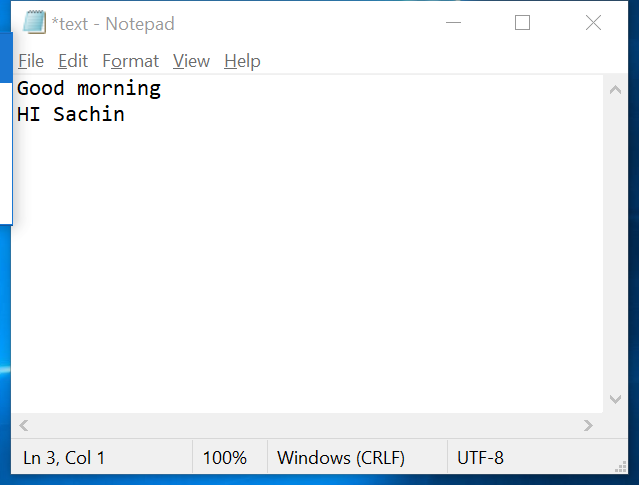 *text - Notepad
File Edit Format View Help
Good morning
HI Sachin
Ln 3, Col 1 100% Windows (CRLF) UTF-8